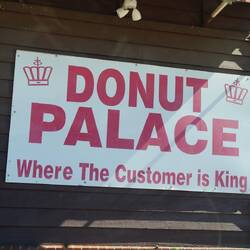 DONUT
PALACE
Where The Customer is King